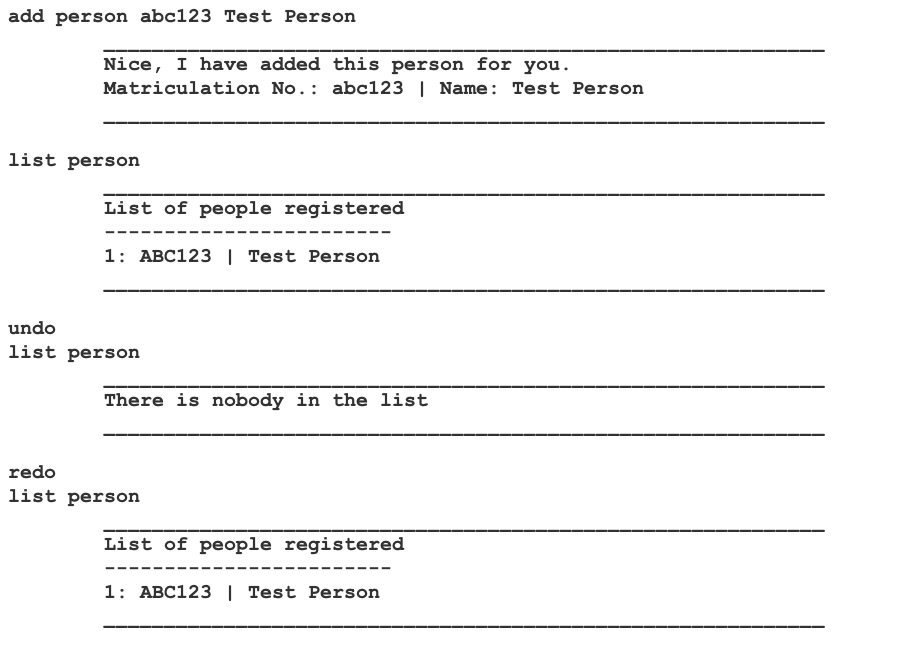 add person abc123 Test Person
____________________________________________________________
Nice, I have added this person for you.
Matriculation No.: abc123 | Name: Test Person
____________________________________________________________
list person
____________________________________________________________
List of people registered
------------------------
1: ABC123 | Test Person
____________________________________________________________
undo
list person
____________________________________________________________
There is nobody in the list
____________________________________________________________
redo
list person
____________________________________________________________
List of people registered
------------------------
1: ABC123 | Test Person
____________________________________________________________